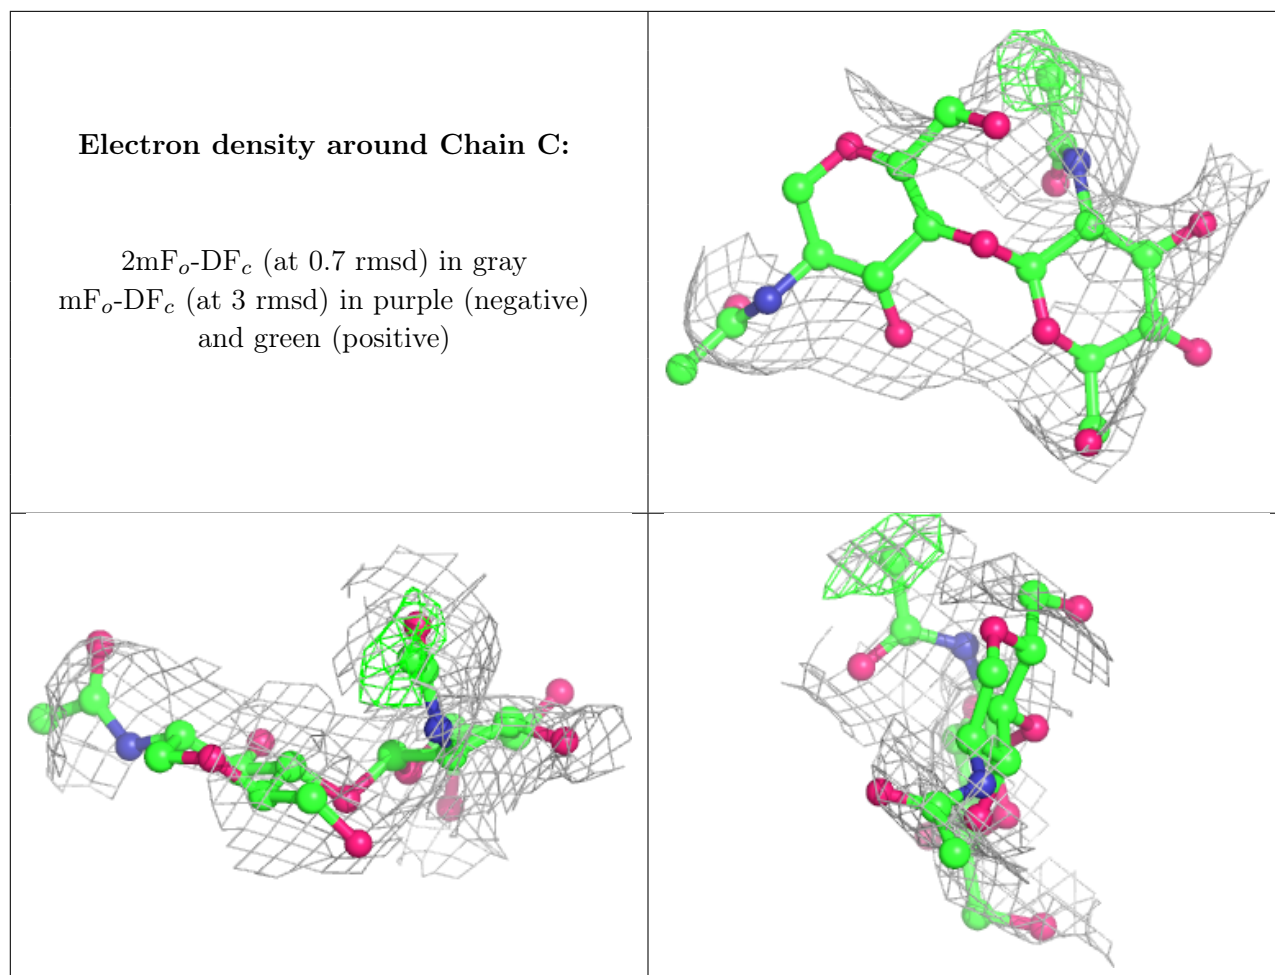 Electron density around Chain C:
2mFₒ-DF𝒸 (at 0.7 rmsd) in gray
mFₒ-DF𝒸 (at 3 rmsd) in purple (negative)
and green (positive)